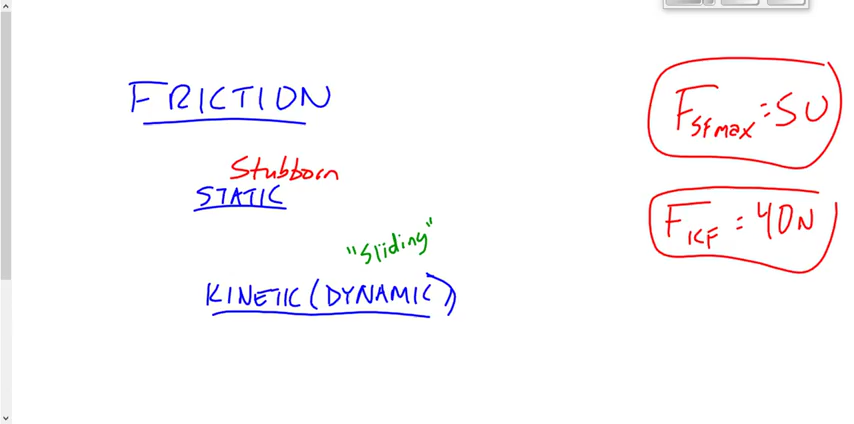 FRICTION
Stubborn
STATIC
"Sliding"
KINETIC (DYNAMIC)
FSFmax = 50
FKF = 40N